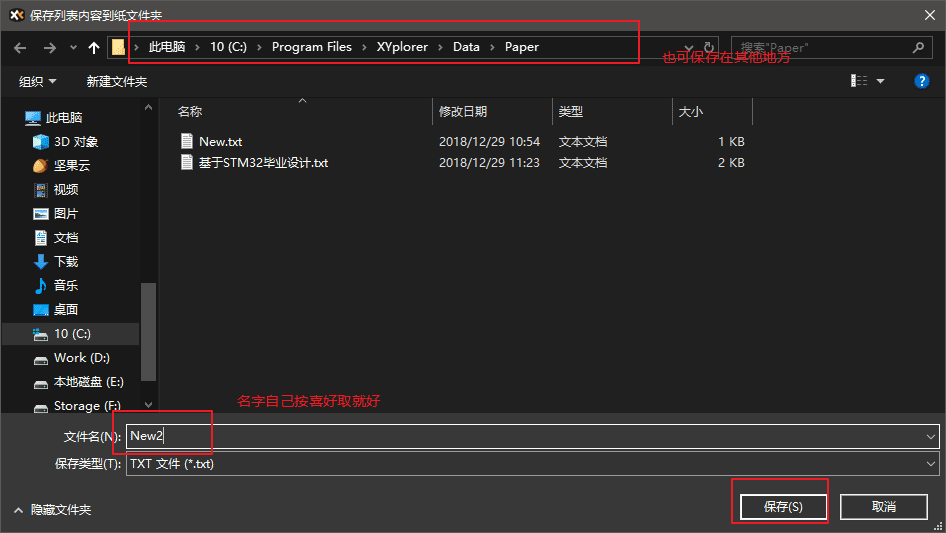 保存列表内容到纸文件夹
此电脑 10 (C:) Program Files XYplorer Data Paper
搜索"Paper"
也可保存在其他地方
组织 新建文件夹
名称 修改日期 类型 大小
New.txt 2018/12/29 10:54 文本文档 1 KB
基于STM32毕业设计.txt 2018/12/29 11:23 文本文档 2 KB
此电脑
3D 对象
坚果云
视频
图片
文档
下载
音乐
桌面
10 (C:)
Work (D:)
本地磁盘 (E:)
Storage (F:)
名字自己按喜好取就好
文件名(N): New2
保存类型(T): TXT 文件 (*.txt)
隐藏文件夹 保存(S) 取消